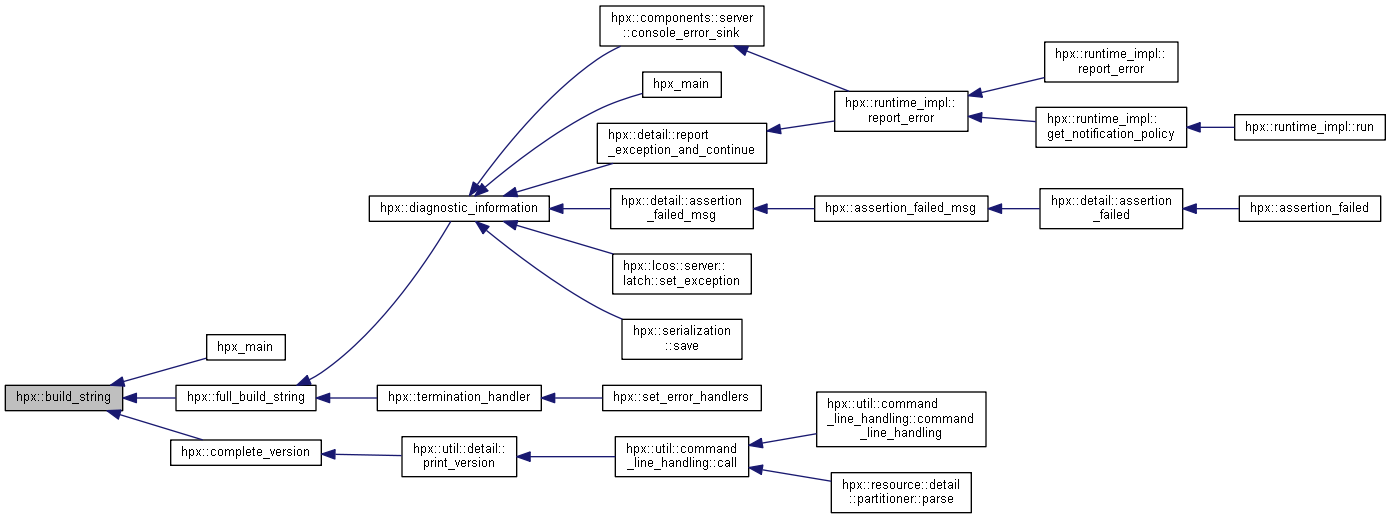 hpx::components::server
::console_error_sink
hpx::runtime_impl::
report_error
hpx_main
hpx::runtime_impl::
report_error
hpx::runtime_impl::
get_notification_policy
hpx::runtime_impl::run
hpx::detail::report
_exception_and_continue
hpx::diagnostic_information
hpx::detail::assertion
_failed_msg
hpx::assertion_failed_msg
hpx::detail::assertion
_failed
hpx::assertion_failed
hpx::lcos::server::
latch::set_exception
hpx::serialization
::save
hpx_main
hpx::build_string
hpx::full_build_string
hpx::termination_handler
hpx::set_error_handlers
hpx::util::command
_line_handling::command
_line_handling
hpx::complete_version
hpx::util::detail::
print_version
hpx::util::command
_line_handling::call
hpx::resource::detail
::partitioner::parse